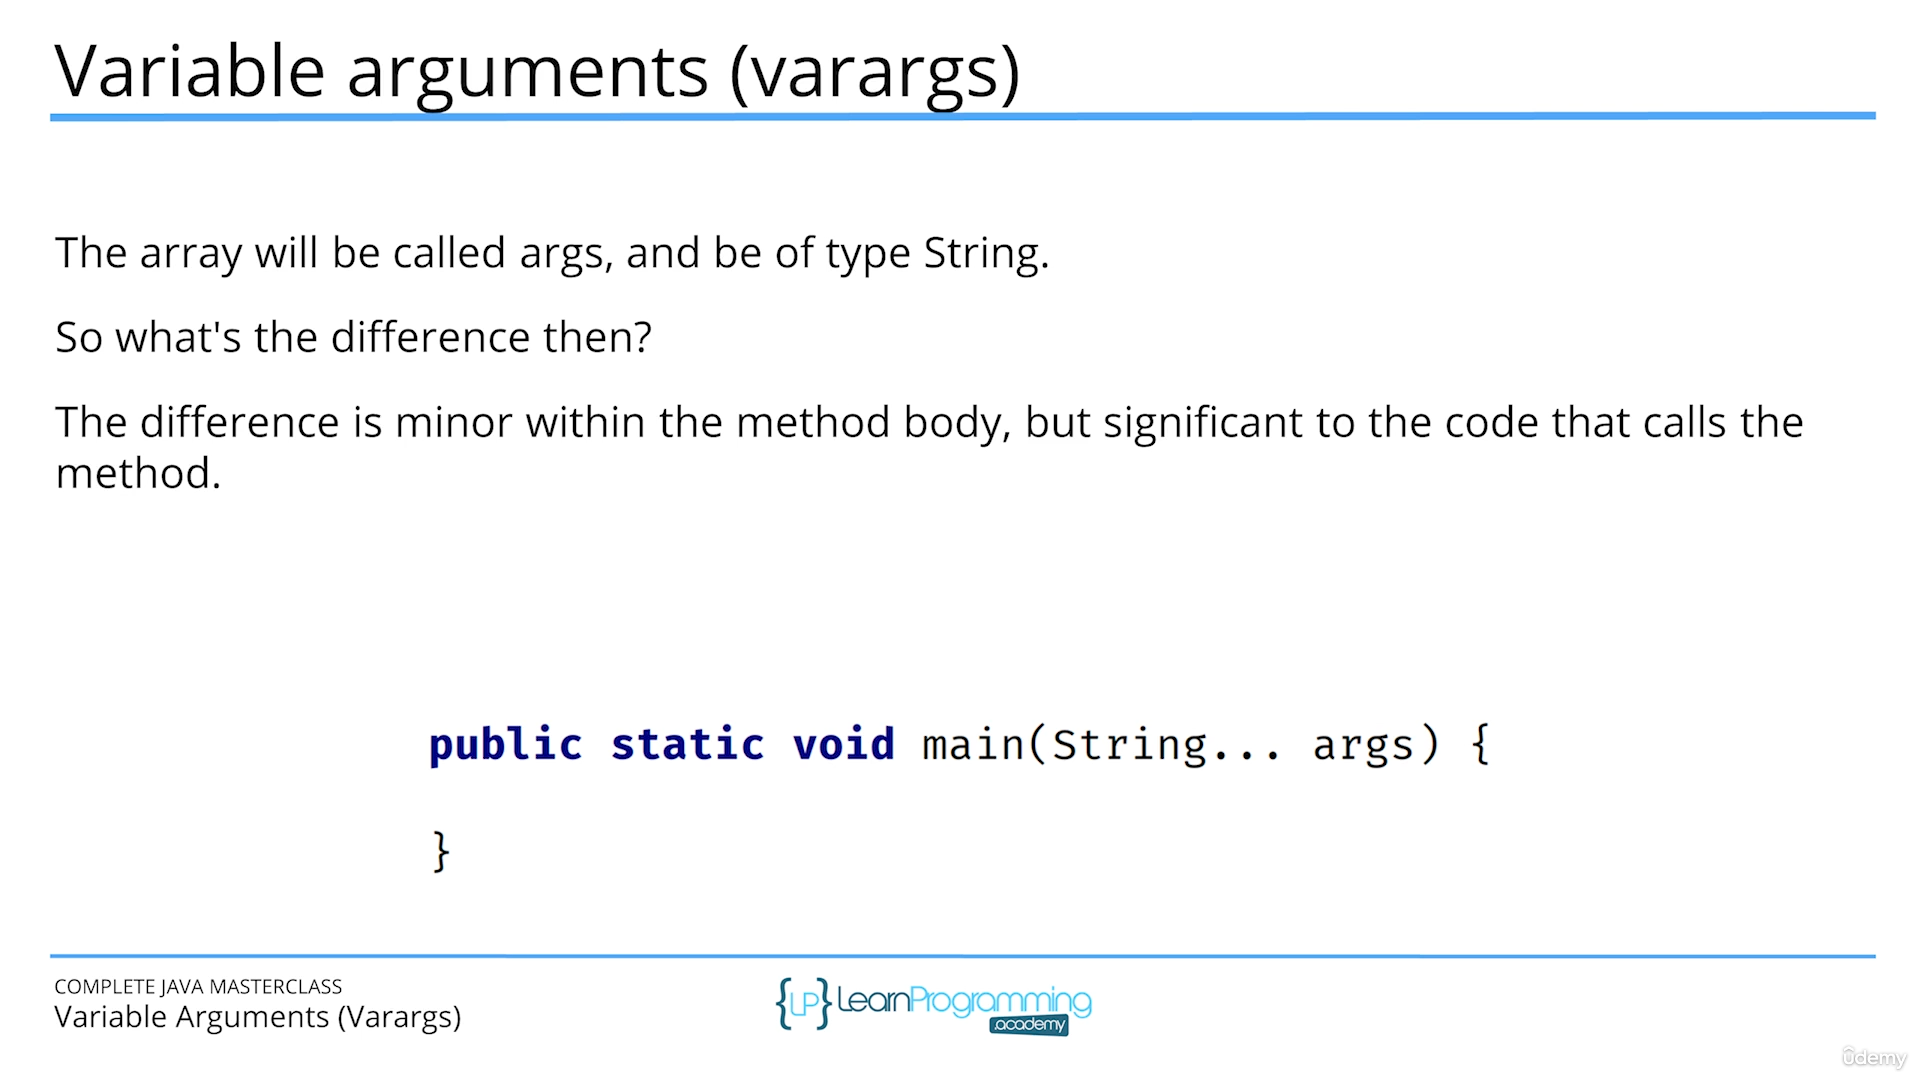 Variable arguments (varargs)
The array will be called args, and be of type String.
So what's the difference then?
The difference is minor within the method body, but significant to the code that calls the
method.
public static void main(String... args) {
}
COMPLETE JAVA MASTERCLASS
Variable Arguments (Varargs)
{LP} LearnProgramming
.academy
ûdemy